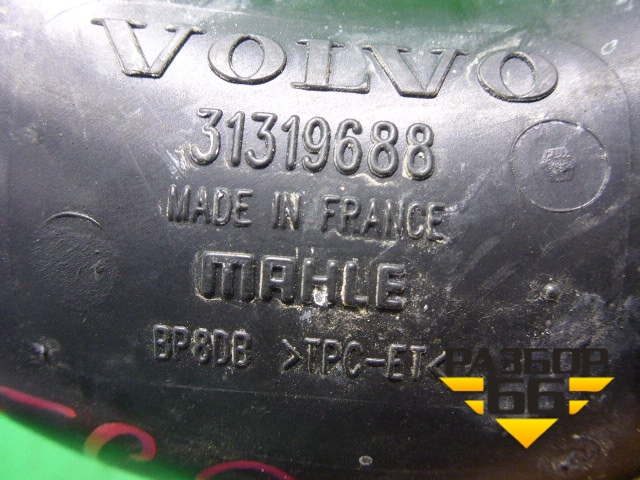 VOLVO
31319688
MADE IN FRANCE
MAHLE
BP8DB >TPC-ET<
РАЗБОР
66